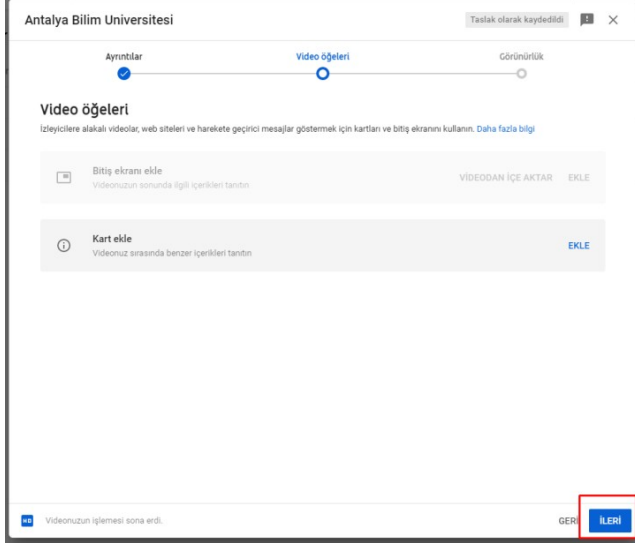 Antalya Bilim Universitesi
Taslak olarak kaydedildi
Ayrıntılar
Video öğeleri
Görünürlük
Video öğeleri
İzleyicilere alakalı videolar, web siteleri ve harekete geçirici mesajlar göstermek için kartları ve bitiş ekranını kullanın. Daha fazla bilgi
Bitiş ekranı ekle
Videonuzun sonunda ilgili içerikleri tanıtın
VİDEODAN İÇE AKTAR EKLE
Kart ekle
Videonuz sırasında benzer içerikleri tanıtın
EKLE
HD Videonuzun işlemesi sona erdi.
GERİ İLERİ